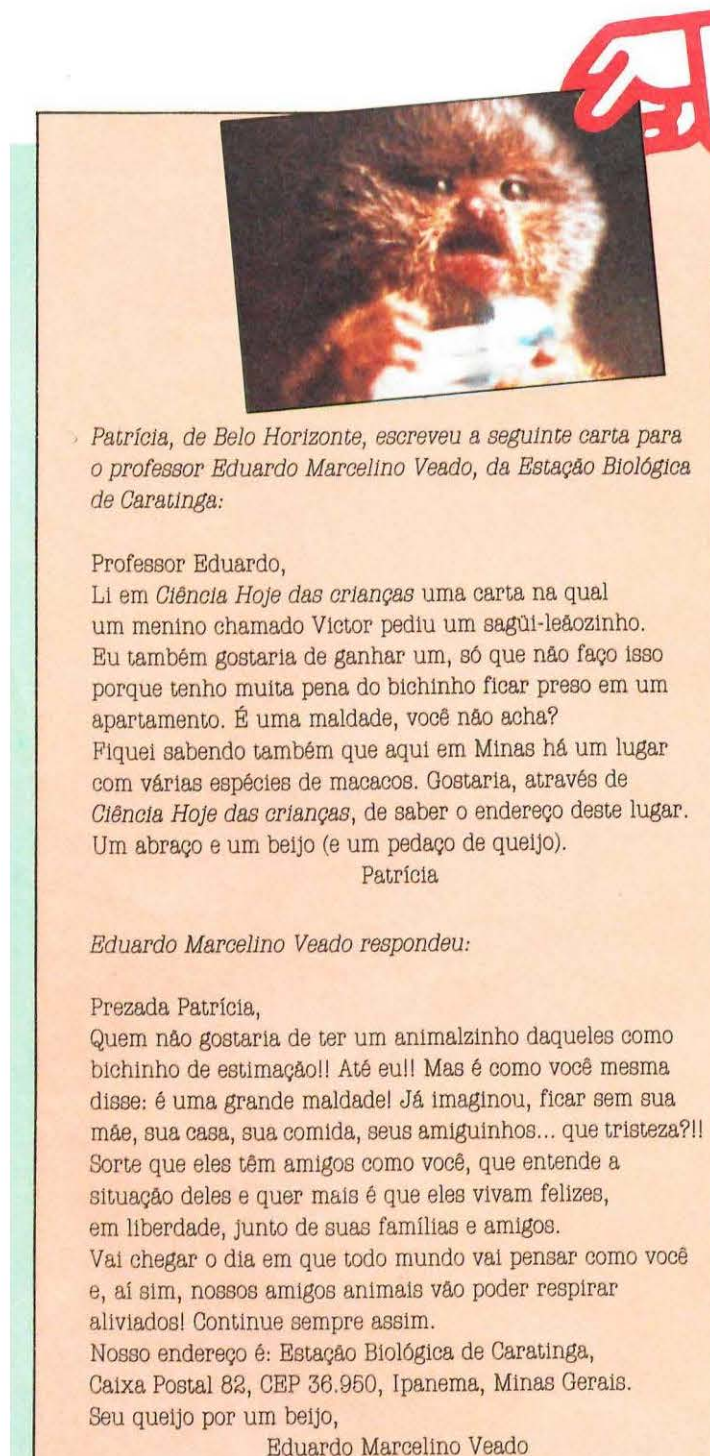 Patrícia, de Belo Horizonte, escreveu a seguinte carta para
o professor Eduardo Marcelino Veado, da Estação Biológica
de Caratinga:
Professor Eduardo,
Li em Ciência Hoje das crianças uma carta na qual
um menino chamado Victor pediu um sagüi-leãozinho.
Eu também gostaria de ganhar um, só que não faço isso
porque tenho muita pena do bichinho ficar preso em um
apartamento. É uma maldade, você não acha?
Fiquei sabendo também que aqui em Minas há um lugar
com várias espécies de macacos. Gostaria, através de
Ciência Hoje das crianças, de saber o endereço deste lugar.
Um abraço e um beijo (e um pedaço de queijo).
Patrícia
Eduardo Marcelino Veado respondeu:
Prezada Patrícia,
Quem não gostaria de ter um animalzinho daqueles como
bichinho de estimação!! Até eu!! Mas é como você mesma
disse: é uma grande maldade! Já imaginou, ficar sem sua
mãe, sua casa, sua comida, seus amiguinhos... que tristeza?!!
Sorte que eles têm amigos como você, que entende a
situação deles e quer mais é que eles vivam felizes,
em liberdade, junto de suas famílias e amigos.
Vai chegar o dia em que todo mundo vai pensar como você
e, aí sim, nossos amigos animais vão poder respirar
aliviados! Continue sempre assim.
Nosso endereço é: Estação Biológica de Caratinga,
Caixa Postal 82, CEP 36.950, Ipanema, Minas Gerais.
Seu queijo por um beijo,
Eduardo Marcelino Veado